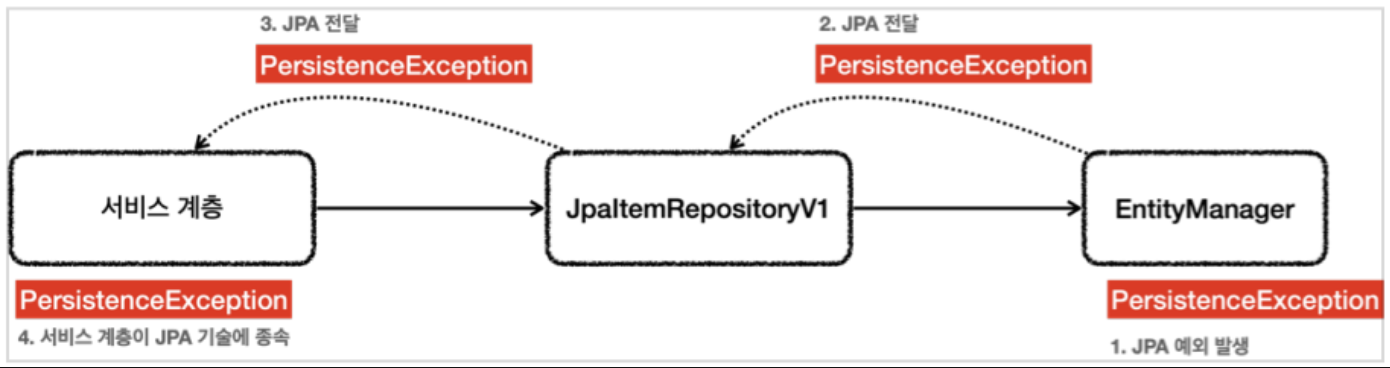 3. JPA 전달
2. JPA 전달
PersistenceException
PersistenceException
서비스 계층
JpaItemRepositoryV1
EntityManager
PersistenceException
PersistenceException
4. 서비스 계층이 JPA 기술에 종속
1. JPA 예외 발생